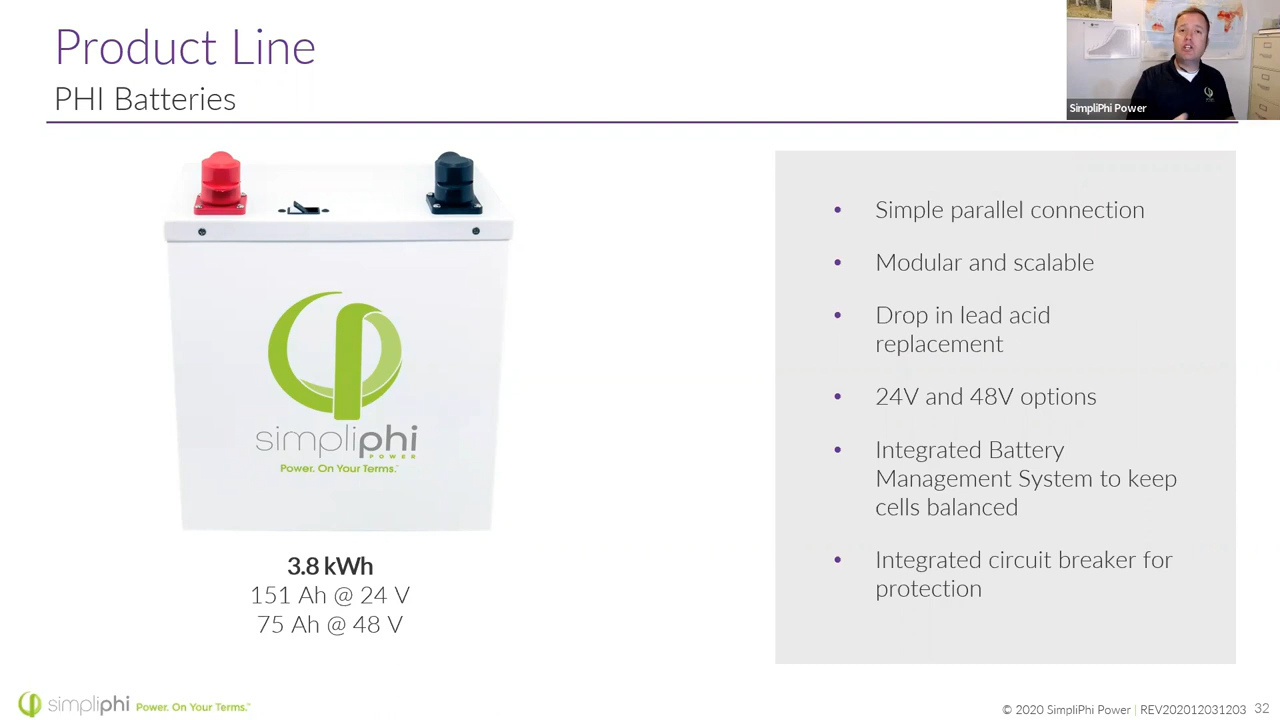 Product Line
PHI Batteries
SimpliPhi Power
simpliphi
POWER
Power. On Your Terms.™
3.8 kWh
151 Ah @ 24 V
75 Ah @ 48 V
• Simple parallel connection
• Modular and scalable
• Drop in lead acid
replacement
• 24V and 48V options
• Integrated Battery
Management System to keep
cells balanced
• Integrated circuit breaker for
protection
simpliphi Power. On Your Terms.™
© 2020 SimpliPhi Power | REV202012031203 32